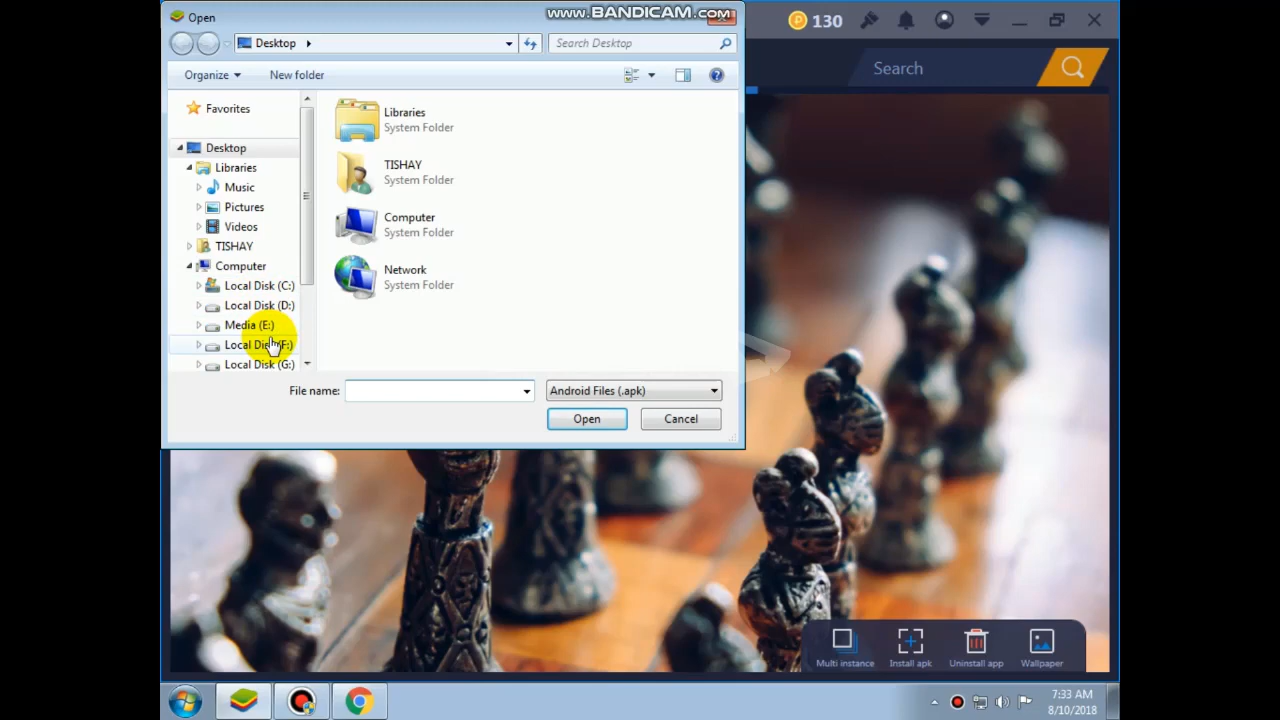 Open
www.BANDICAM.com
130
Desktop
Search Desktop
Search
Organize
New folder
Favorites
Desktop
Libraries
Music
Pictures
Videos
TISHAY
Computer
Local Disk (C:)
Local Disk (D:)
Media (E:)
Local Disk (F:)
Local Disk (G:)
Libraries
System Folder
TISHAY
System Folder
Computer
System Folder
Network
System Folder
File name:
Android Files (.apk)
Open
Cancel
Multi instance
Install apk
Uninstall app
Wallpaper
7:33 AM
8/10/2018